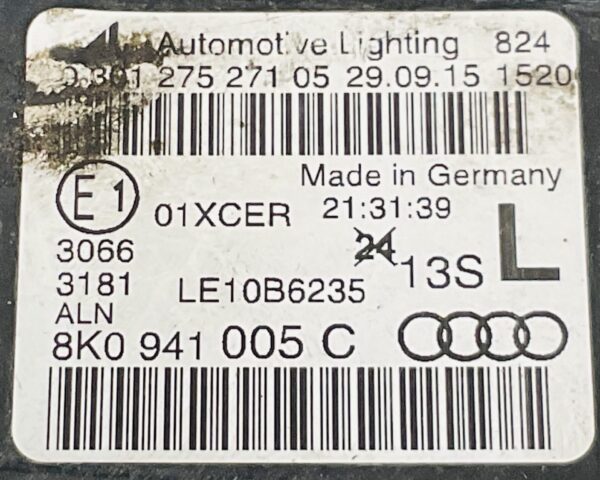 Automotive Lighting 824
0 301 275 271 05 29.09.15 1520
Made in Germany
E1 01XCER 21:31:39
3066 24 13S L
3181 LE10B6235
ALN
8K0 941 005 C